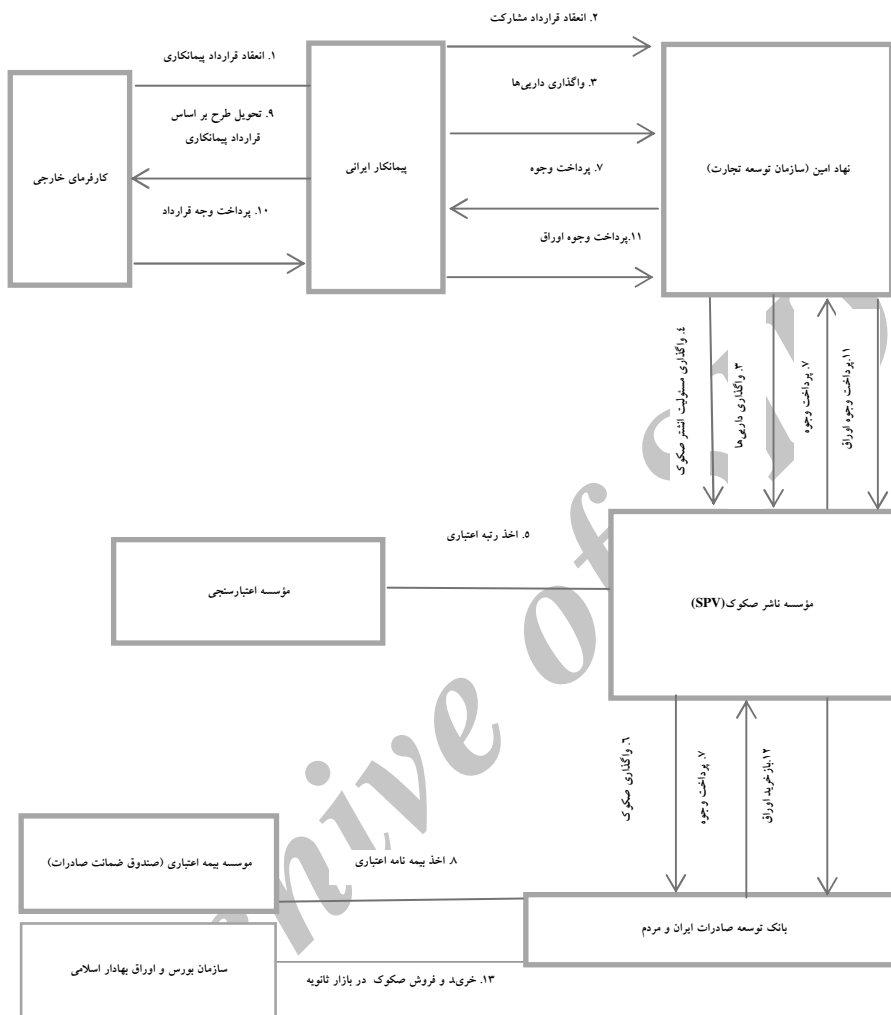 ۲. انعقاد قرارداد مشارکت
۱. انعقاد قرارداد پیمانکاری
۳. واگذاری داریی‌ها
۹. تحویل طرح بر اساس
قرارداد پیمانکاری
کارفرمای خارجی
پیمانکار ایرانی
نهاد امین (سازمان توسعه تجارت)
۷. پرداخت وجوه
۱۰. پرداخت وجه قرارداد
۱۱.پرداخت وجوه اوراق
۴. واگذاری مسئولیت انشتر صکوک
۳. واگذاری داریی‌ها
۷. پرداخت وجوه
۱۱.پرداخت وجوه اوراق
۵. اخذ رتبه اعتباری
مؤسسه اعتبارسنجی
مؤسسه ناشر صکوک(SPV)
۶. واگذاری صکوک
۷. پرداخت وجوه
۱۲.بازخرید اوراق
موسسه بیمه اعتباری (صندوق ضمانت صادرات)
۸. اخذ بیمه نامه اعتباری
بانک توسعه صادرات ایران و مردم
سازمان بورس و اوراق بهادار اسلامی
۱۳. خرید و فروش صکوک در بازار ثانویه